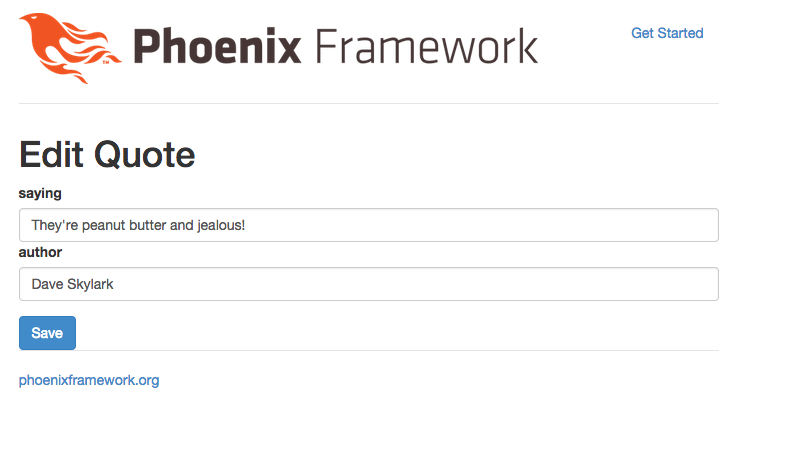 Phoenix Framework
TM
Get Started
Edit Quote
saying
They're peanut butter and jealous!
author
Dave Skylark
Save
phoenixframework.org